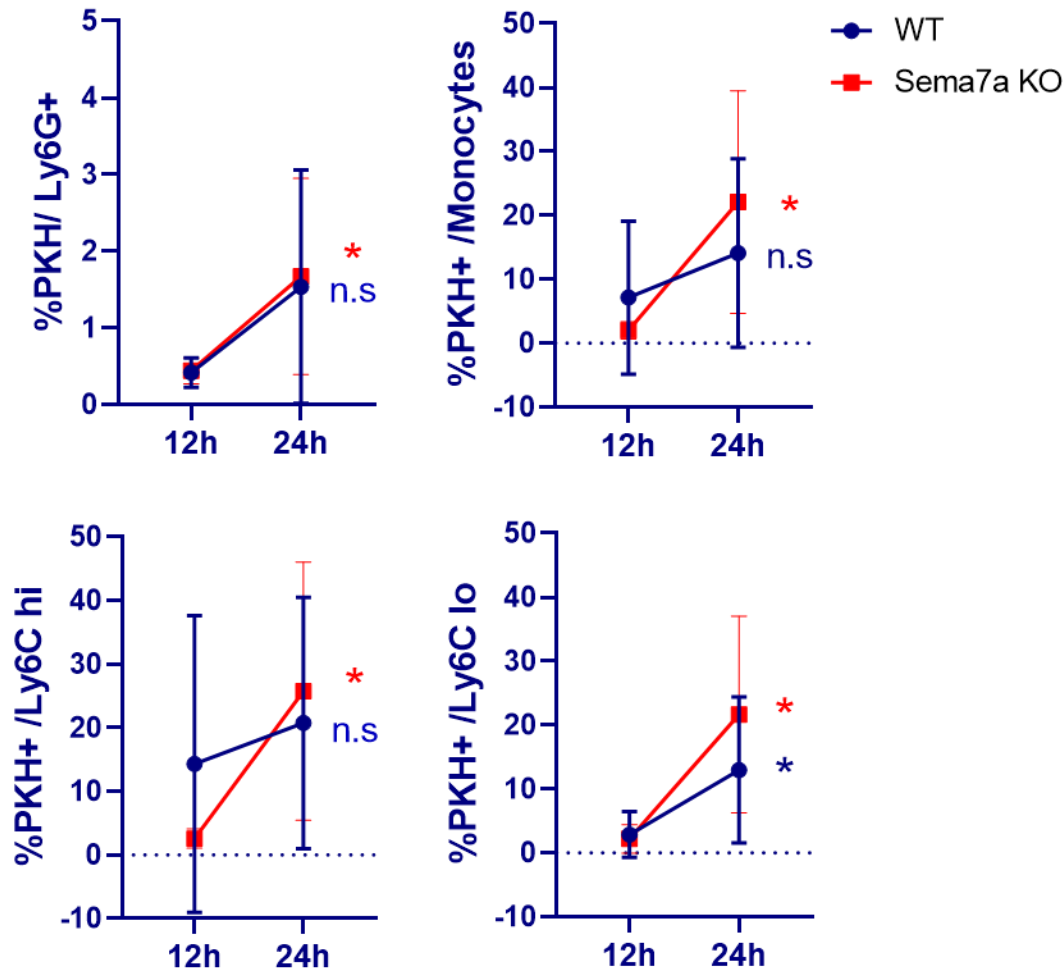 %PKH/ Ly6G+
5
4
3
2
1
0
12h
24h
*
n.s
%PKH+ /Monocytes
50
40
30
20
10
0
-10
12h
24h
*
n.s
WT
Sema7a KO
%PKH+ /Ly6C hi
50
40
30
20
10
0
-10
12h
24h
*
n.s
%PKH+ /Ly6C lo
50
40
30
20
10
0
-10
12h
24h
*
*